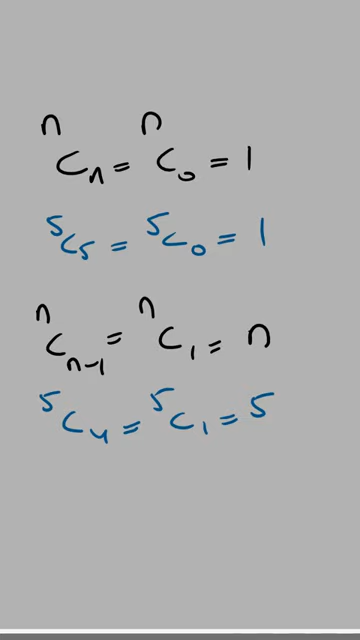 ⁿCₙ = ⁿC₀ = 1
⁵C₅ = ⁵C₀ = 1
ⁿCₙ₋₁ = ⁿC₁ = n
⁵C₄ = ⁵C₁ = 5